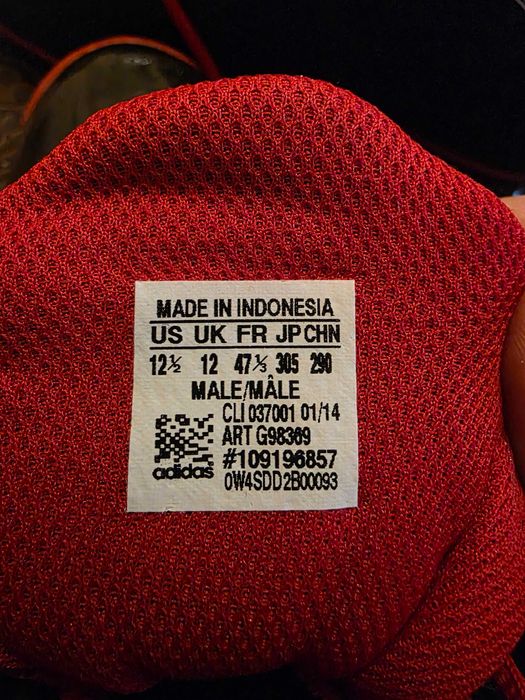 MADE IN INDONESIA
US UK FR JP CHN
12½ 12 47⅓ 305 290
MALE/MÂLE
CLI 037001 01/14
ART G98369
#109196857
adidas
0W4SDD2B00093